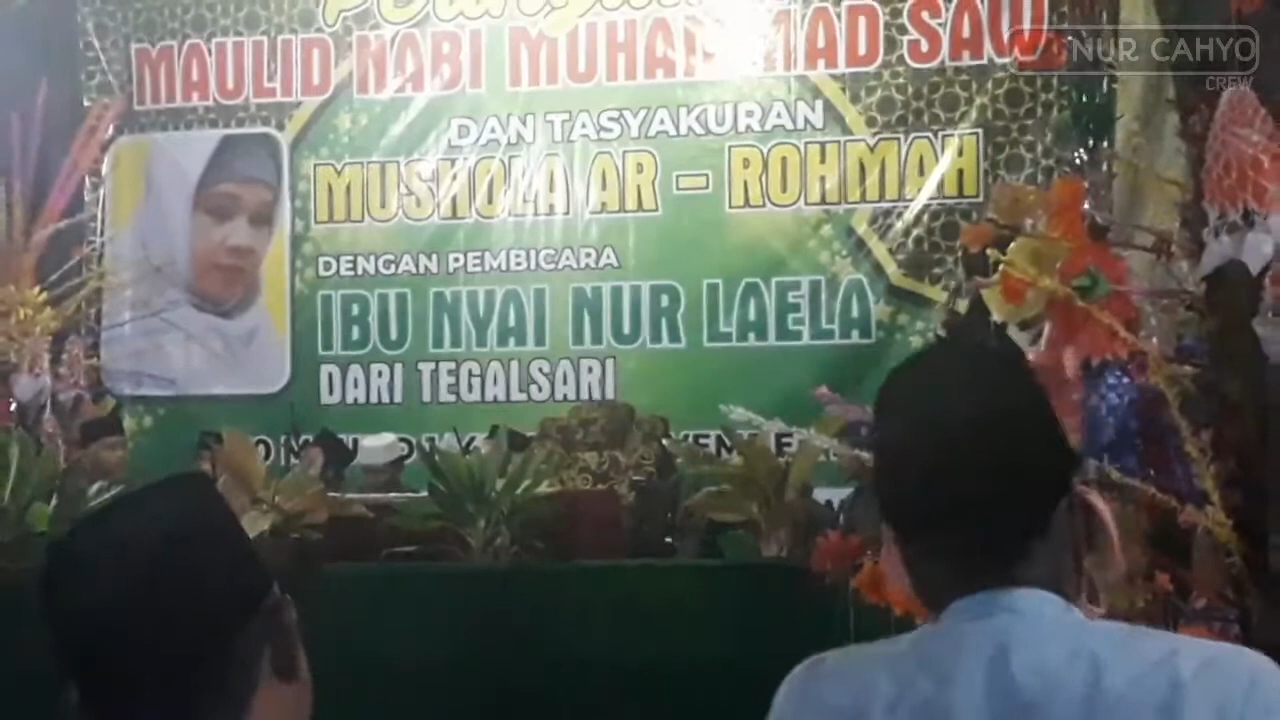 MAULID NABI MUHAMMAD SAW.
NUR CAHYO
CREW
DAN TASYAKURAN
MUSHOLA AR - ROHMAH
DENGAN PEMBICARA
IBU NYAI NUR LAELA
DARI TEGALSARI